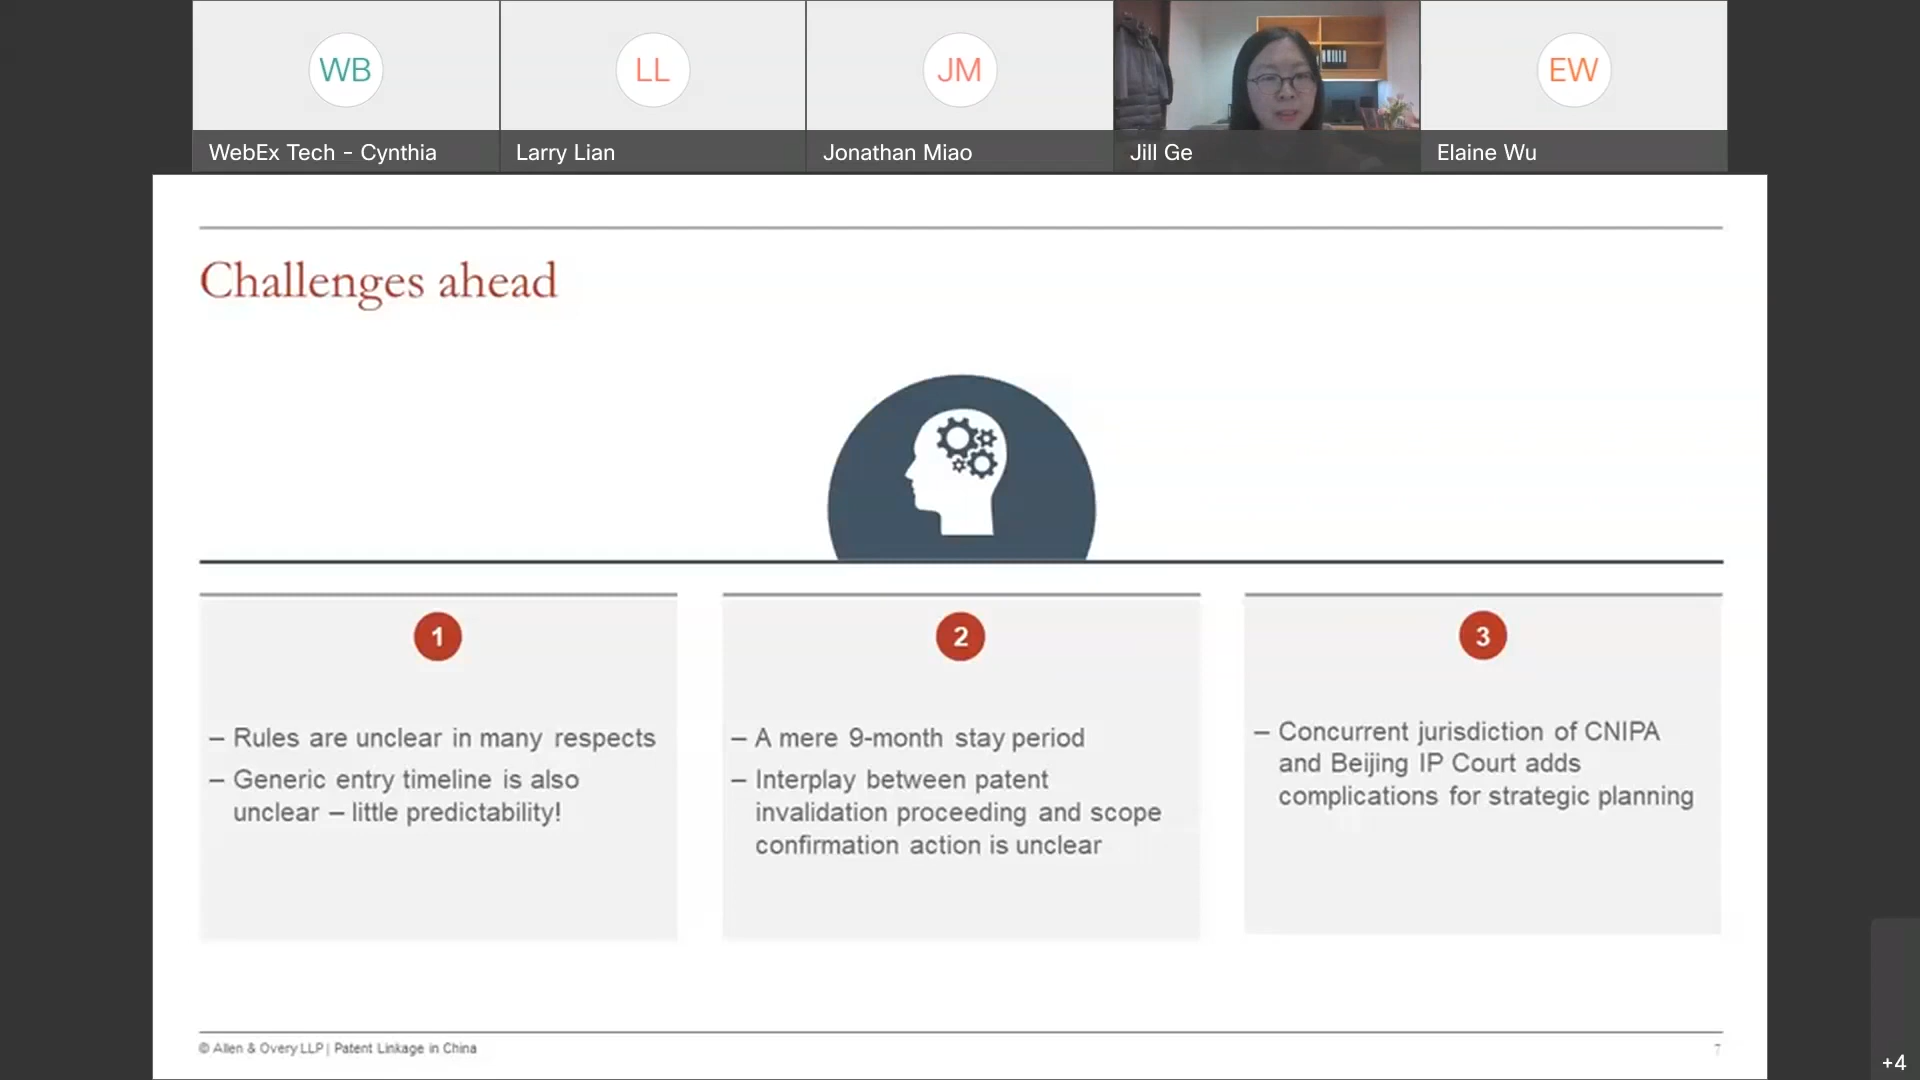 WB
LL
JM
EW
WebEx Tech - Cynthia
Larry Lian
Jonathan Miao
Jill Ge
Elaine Wu
Challenges ahead
1
– Rules are unclear in many respects
– Generic entry timeline is also
unclear – little predictability!
2
– A mere 9-month stay period
– Interplay between patent
invalidation proceeding and scope
confirmation action is unclear
3
– Concurrent jurisdiction of CNIPA
and Beijing IP Court adds
complications for strategic planning
© Allen & Overy LLP | Patent Linkage in China
7
+4